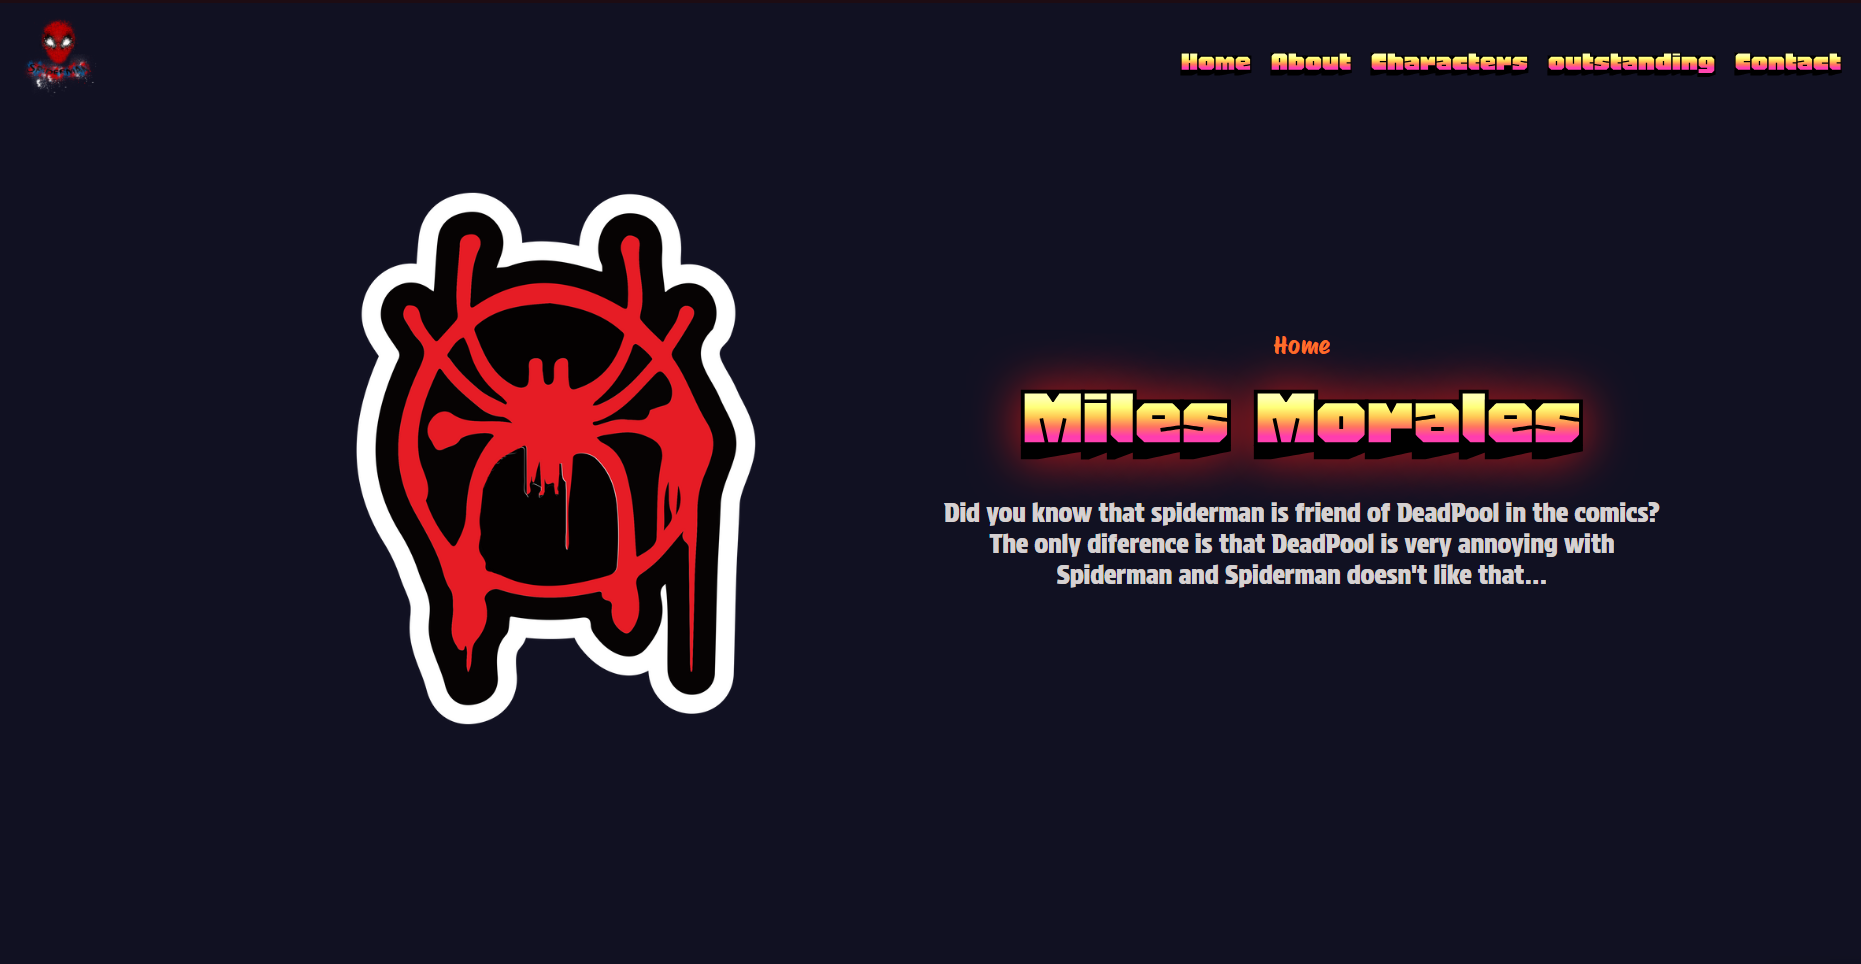 Home About Characters outstanding Contact
Home
Miles Morales
Did you know that spiderman is friend of DeadPool in the comics?
The only diference is that DeadPool is very annoying with
Spiderman and Spiderman doesn't like that...